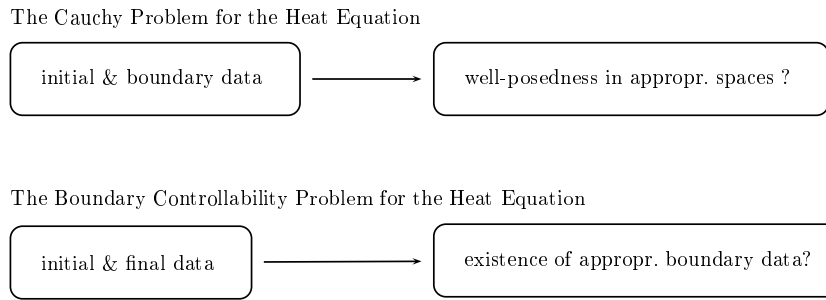 The Cauchy Problem for the Heat Equation
initial & boundary data
well-posedness in appropr. spaces ?
The Boundary Controllability Problem for the Heat Equation
initial & final data
existence of appropr. boundary data?